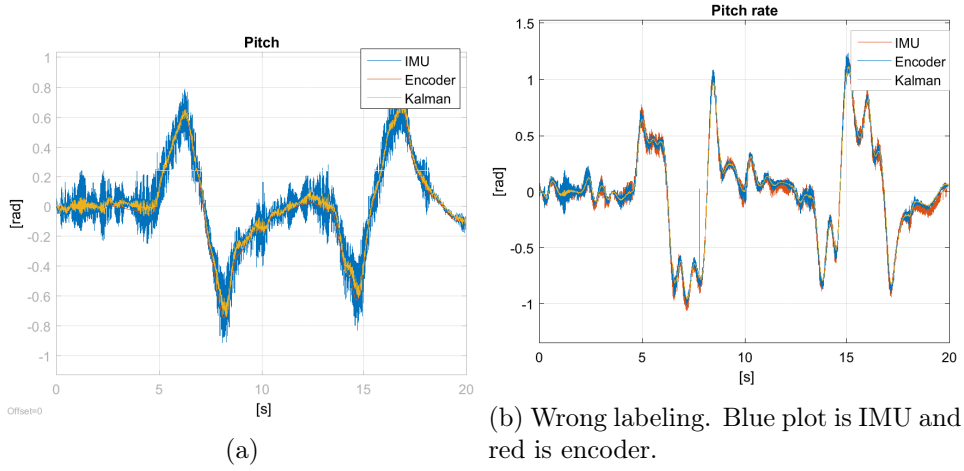 Pitch
1
0.8
0.6
0.4
0.2
0
-0.2
-0.4
-0.6
-0.8
-1
[rad]
0 5 10 15 20
[s]
IMU
Encoder
Kalman
Offset=0
(a)
Pitch rate
1.5
1
0.5
0
-0.5
-1
[rad]
0 5 10 15 20
[s]
IMU
Encoder
Kalman
(b) Wrong labeling. Blue plot is IMU and
red is encoder.